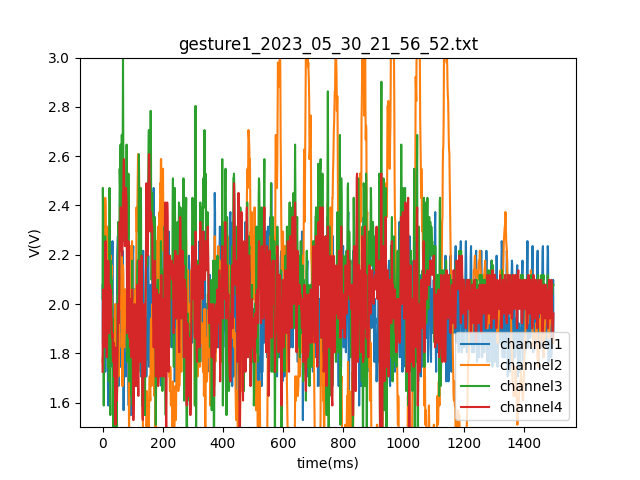 gesture1_2023_05_30_21_56_52.txt
3.0
2.8
2.6
2.4
2.2
2.0
1.8
1.6
V(V)
channel1
channel2
channel3
channel4
0 200 400 600 800 1000 1200 1400
time(ms)